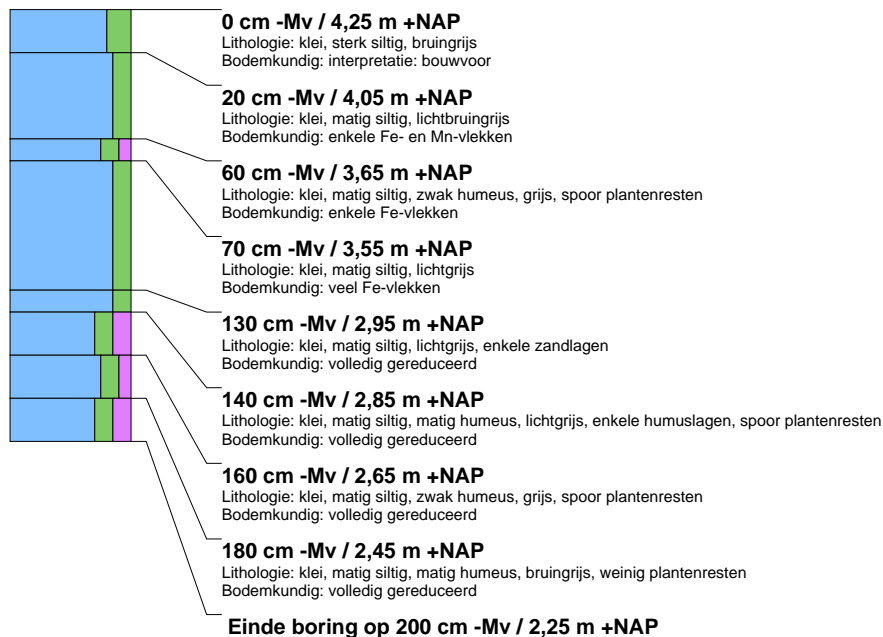 0 cm -Mv / 4,25 m +NAP
Lithologie: klei, sterk siltig, bruingrijs
Bodemkundig: interpretatie: bouwvoor
20 cm -Mv / 4,05 m +NAP
Lithologie: klei, matig siltig, lichtbruingrijs
Bodemkundig: enkele Fe- en Mn-vlekken
60 cm -Mv / 3,65 m +NAP
Lithologie: klei, matig siltig, zwak humeus, grijs, spoor plantenresten
Bodemkundig: enkele Fe-vlekken
70 cm -Mv / 3,55 m +NAP
Lithologie: klei, matig siltig, lichtgrijs
Bodemkundig: veel Fe-vlekken
130 cm -Mv / 2,95 m +NAP
Lithologie: klei, matig siltig, lichtgrijs, enkele zandlagen
Bodemkundig: volledig gereduceerd
140 cm -Mv / 2,85 m +NAP
Lithologie: klei, matig siltig, matig humeus, lichtgrijs, enkele humuslagen, spoor plantenresten
Bodemkundig: volledig gereduceerd
160 cm -Mv / 2,65 m +NAP
Lithologie: klei, matig siltig, zwak humeus, grijs, spoor plantenresten
Bodemkundig: volledig gereduceerd
180 cm -Mv / 2,45 m +NAP
Lithologie: klei, matig siltig, matig humeus, bruingrijs, weinig plantenresten
Bodemkundig: volledig gereduceerd
Einde boring op 200 cm -Mv / 2,25 m +NAP